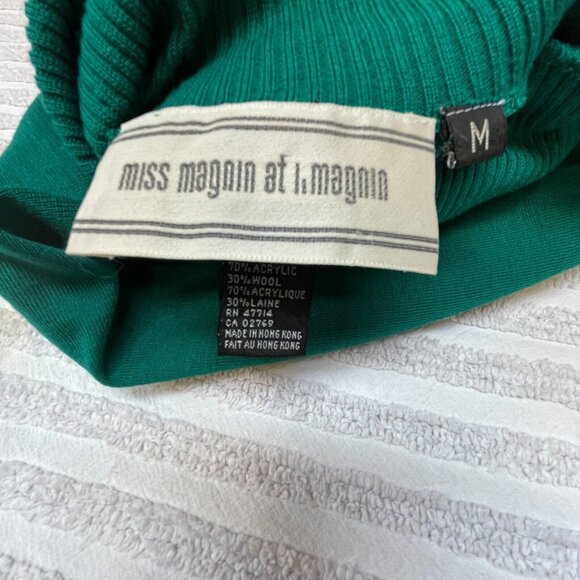 miss magnin at I. magnin
M
70% ACRYLIC
30% WOOL
70% ACRYLIQUE
30% LAINE
RN 47714
CA 02769
MADE IN HONG KONG
FAIT AU HONG KONG